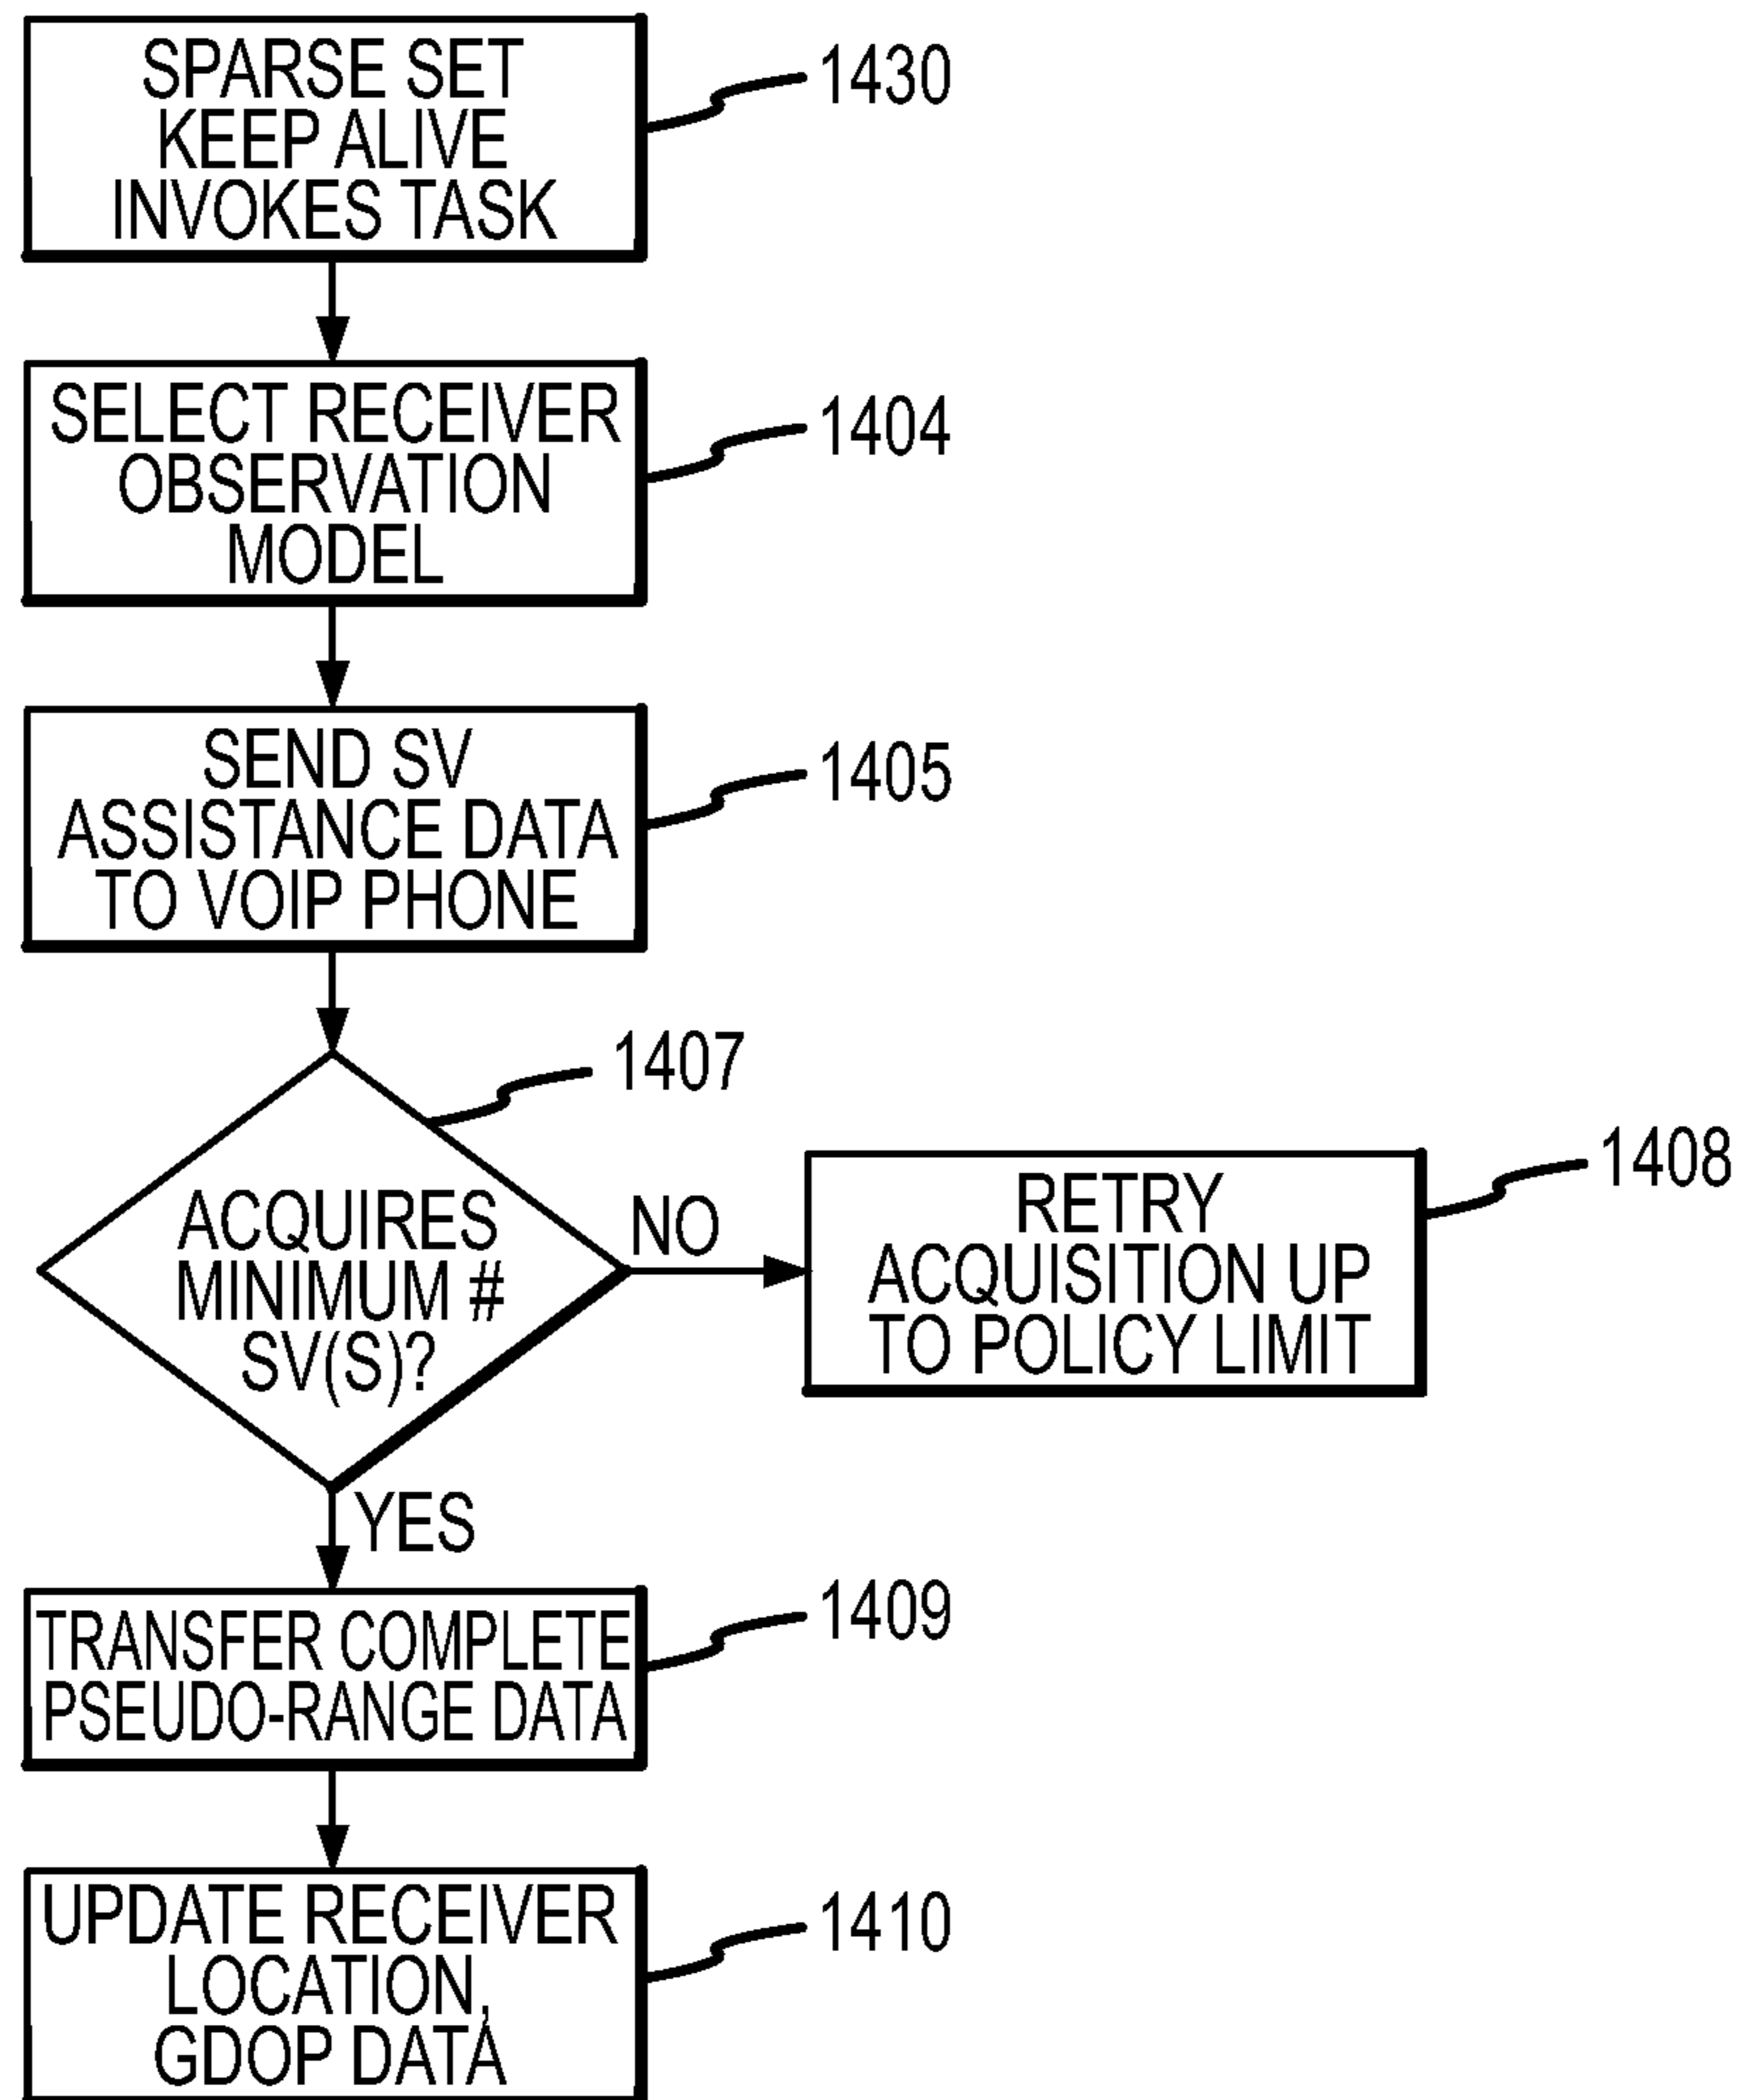 SPARSE SET
KEEP ALIVE
INVOKES TASK
1430
SELECT RECEIVER
OBSERVATION
MODEL
1404
SEND SV
ASSISTANCE DATA
TO VOIP PHONE
1405
1407
ACQUIRES
MINIMUM #
SV(S)?
NO
RETRY
ACQUISITION UP
TO POLICY LIMIT
1408
YES
TRANSFER COMPLETE
PSEUDO-RANGE DATA
1409
UPDATE RECEIVER
LOCATION,
GDOP DATA
1410